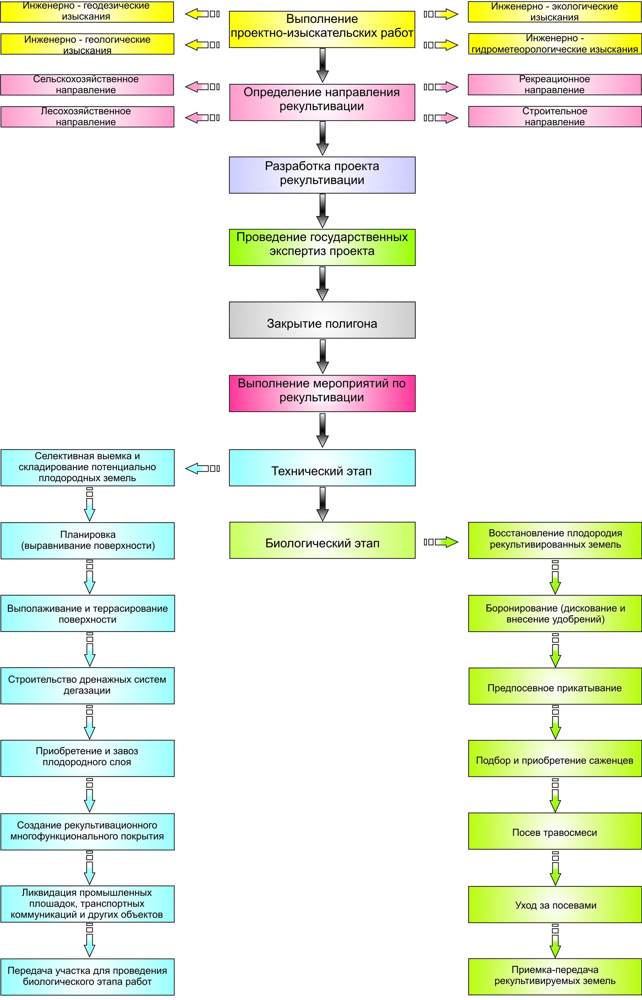 Инженерно - геодезические
изыскания
Выполнение
проектно-изыскательских работ
Инженерно - экологические
изыскания
Инженерно - геологические
изыскания
Инженерно -
гидрометеорологические изыскания
Сельскохозяйственное
направление
Определение направления
рекультивации
Рекреационное
направление
Лесохозяйственное
направление
Строительное
направление
Разработка проекта
рекультивации
Проведение государственных
экспертиз проекта
Закрытие полигона
Выполнение мероприятий по
рекультивации
Технический этап
Селективная выемка и
складирование потенциально
плодородных земель
Планировка
(выравнивание поверхности)
Выполаживание и террасирование
поверхности
Строительство дренажных систем
дегазации
Приобретение и завоз
плодородного слоя
Создание рекультивационного
многофункционального покрытия
Ликвидация промышленных
плошадок, транспортных
коммуникаций и других объектов
Передача участка для проведения
биологического этапа работ
Биологический этап
Восстановление плодородия
рекультивированных земель
Боронирование (дискование и
внесение удобрений)
Предпосевное прикатывание
Подбор и приобретение саженцев
Посев травосмеси
Уход за посевами
Приемка-передача
рекультивируемых земель